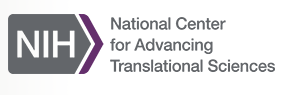 NIH
National Center
for Advancing
Translational Sciences